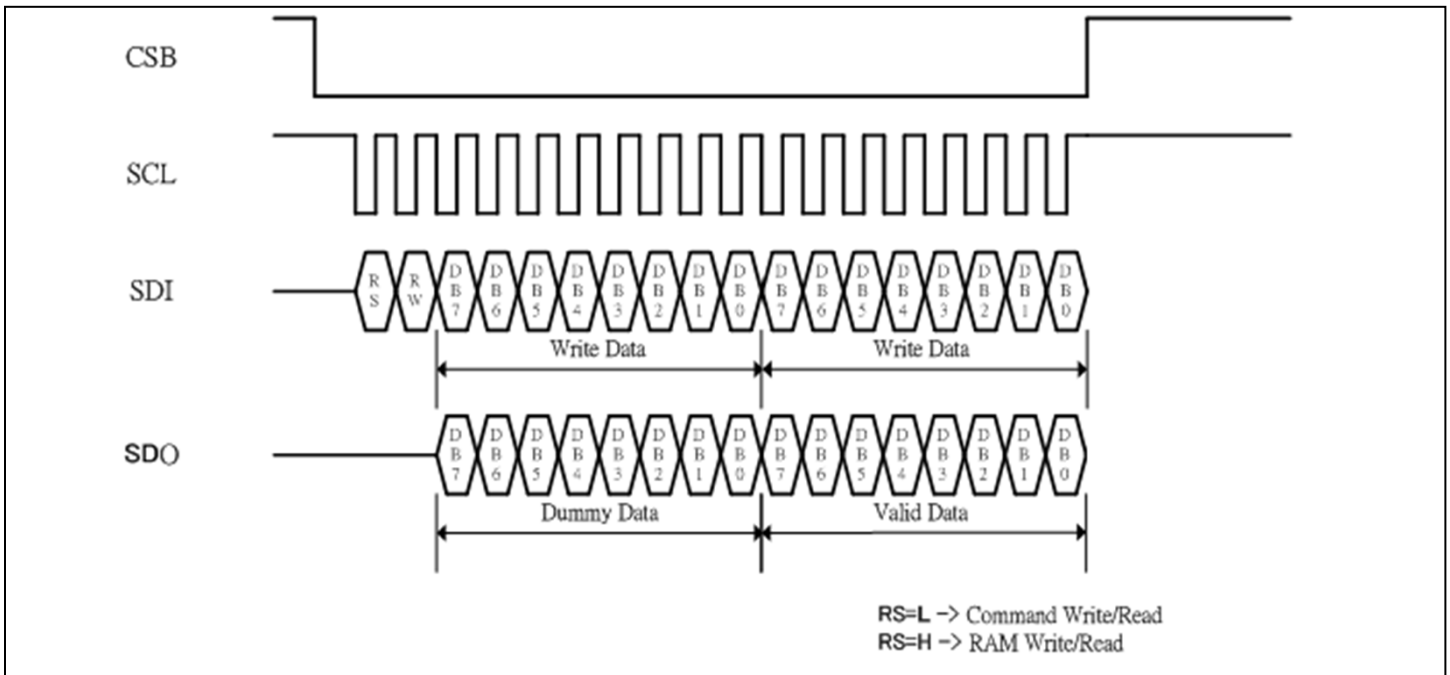 CSB
SCL
SDI
RS RW DB7 DB6 DB5 DB4 DB3 DB2 DB1 DB0 DB7 DB6 DB5 DB4 DB3 DB2 DB1 DB0
Write Data Write Data
SDO
DB7 DB6 DB5 DB4 DB3 DB2 DB1 DB0 DB7 DB6 DB5 DB4 DB3 DB2 DB1 DB0
Dummy Data Valid Data
RS=L -> Command Write/Read
RS=H -> RAM Write/Read